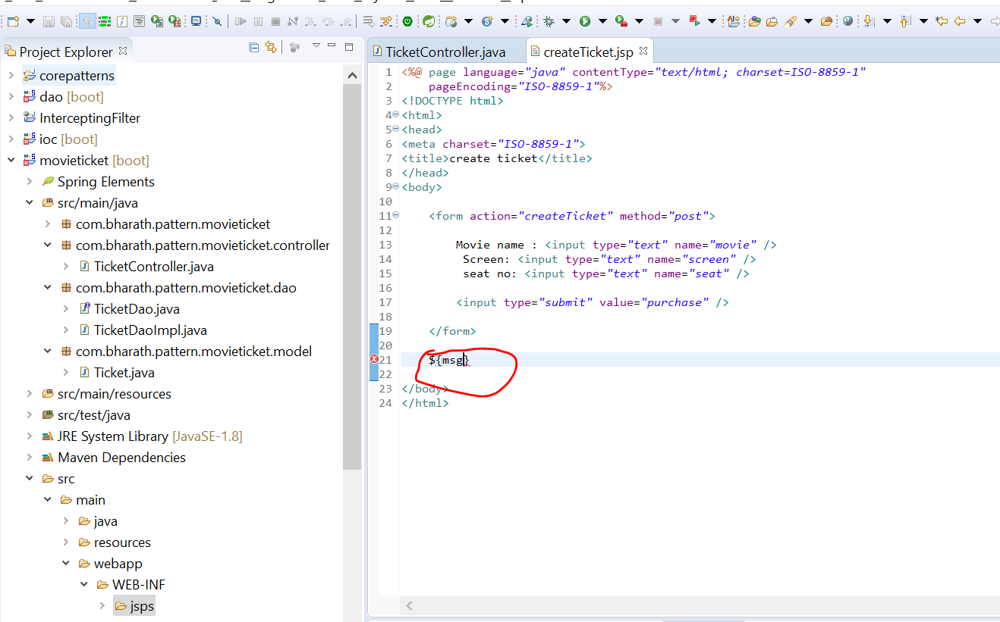 Project Explorer
corepatterns
dao [boot]
InterceptingFilter
ioc [boot]
movieticket [boot]
Spring Elements
src/main/java
com.bharath.pattern.movieticket
com.bharath.pattern.movieticket.controller
TicketController.java
com.bharath.pattern.movieticket.dao
TicketDao.java
TicketDaoImpl.java
com.bharath.pattern.movieticket.model
Ticket.java
src/main/resources
src/test/java
JRE System Library [JavaSE-1.8]
Maven Dependencies
src
main
java
resources
webapp
WEB-INF
jsps
TicketController.java
createTicket.jsp
1 <%@ page language="java" contentType="text/html; charset=ISO-8859-1"
2 pageEncoding="ISO-8859-1"%>
3 <!DOCTYPE html>
4 <html>
5 <head>
6 <meta charset="ISO-8859-1">
7 <title>create ticket</title>
8 </head>
9 <body>
10
11 <form action="createTicket" method="post">
12
13 Movie name : <input type="text" name="movie" />
14 Screen: <input type="text" name="screen" />
15 seat no: <input type="text" name="seat" />
16
17 <input type="submit" value="purchase" />
18
19 </form>
20
21 ${msg}
22
23 </body>
24 </html>